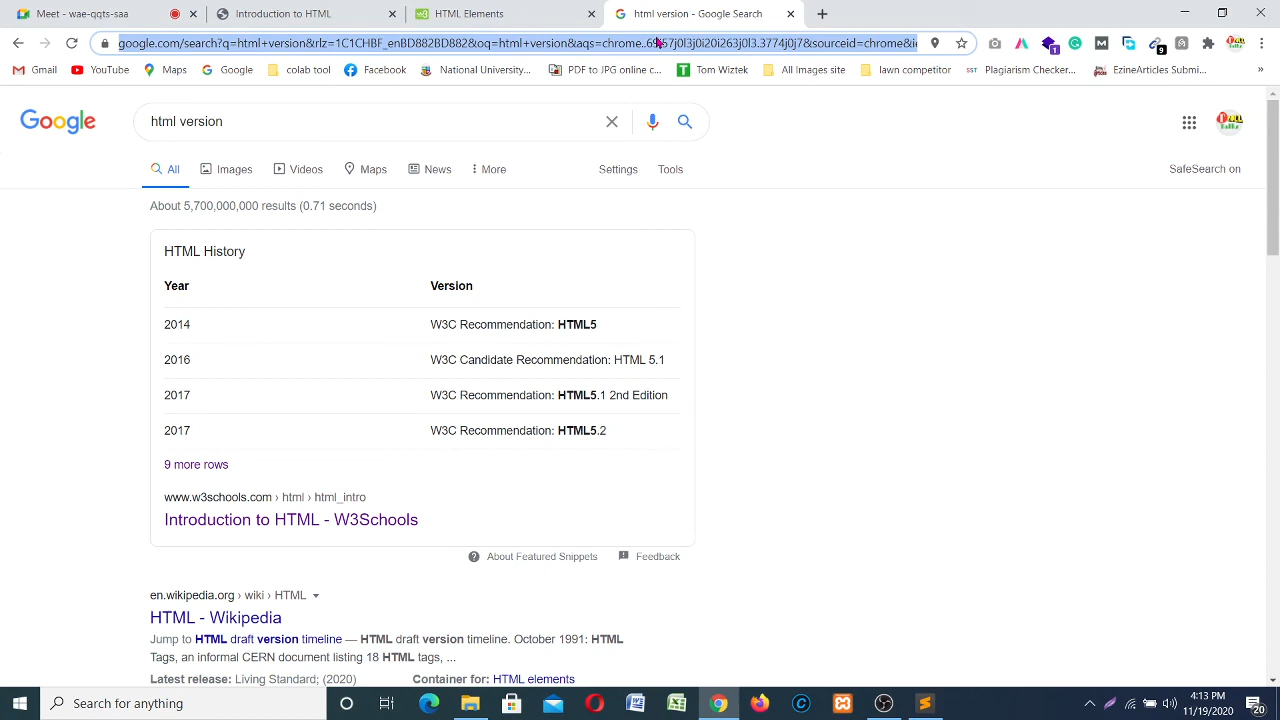 Meet - wae-qqts-saa
Introduction to HTML
HTML Elements
html version - Google Search
google.com/search?q=html+version&rlz=1C1CHBF_enBD882BD882&oq=html+version&aqs=chrome..69i57j0i3j0i20i263j0l3.3774j0j7&sourceid=chrome&ie
1
9
Gmail
YouTube
Maps
Google
colab tool
Facebook
National University...
PDF to JPG online c...
T
Tom Wiztek
All Images site
lawn competitor
SST
Plagiarism Checker...
EzineArticles Submi...
»
Google
html version
All
Images
Videos
Maps
News
More
Settings
Tools
SafeSearch on
About 5,700,000,000 results (0.71 seconds)
HTML History
Year Version
2014 W3C Recommendation: HTML5
2016 W3C Candidate Recommendation: HTML 5.1
2017 W3C Recommendation: HTML5.1 2nd Edition
2017 W3C Recommendation: HTML5.2
9 more rows
www.w3schools.com › html › html_intro
Introduction to HTML - W3Schools
About Featured Snippets
Feedback
en.wikipedia.org › wiki › HTML
HTML - Wikipedia
Jump to HTML draft version timeline — HTML draft version timeline. October 1991: HTML
Tags, an informal CERN document listing 18 HTML tags, ...
Latest release: Living Standard; (2020) Container for: HTML elements
Search for anything
4:13 PM
11/19/2020
20